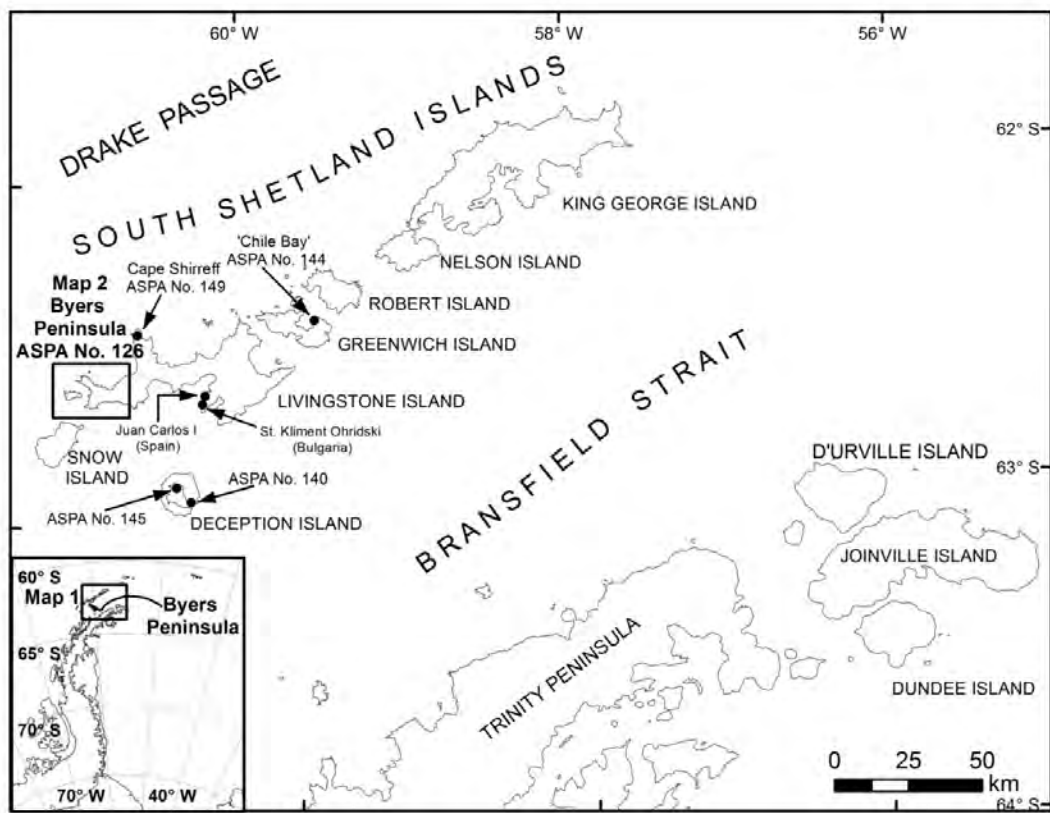 60° W
58° W
56° W
62° S
63° S
64° S
DRAKE PASSAGE
SOUTH SHETLAND ISLANDS
KING GEORGE ISLAND
NELSON ISLAND
'Chile Bay'
ASPA No. 144
ROBERT ISLAND
GREENWICH ISLAND
Cape Shirreff
ASPA No. 149
Map 2
Byers
Peninsula
ASPA No. 126
LIVINGSTONE ISLAND
Juan Carlos I
(Spain)
St. Kliment Ohridski
(Bulgaria)
SNOW
ISLAND
ASPA No. 140
ASPA No. 145
DECEPTION ISLAND
BRANSFIELD STRAIT
D'URVILLE ISLAND
JOINVILLE ISLAND
DUNDEE ISLAND
TRINITY PENINSULA
60° S
Map 1
Byers
Peninsula
65° S
70° S
70° W
40° W
0 25 50
km